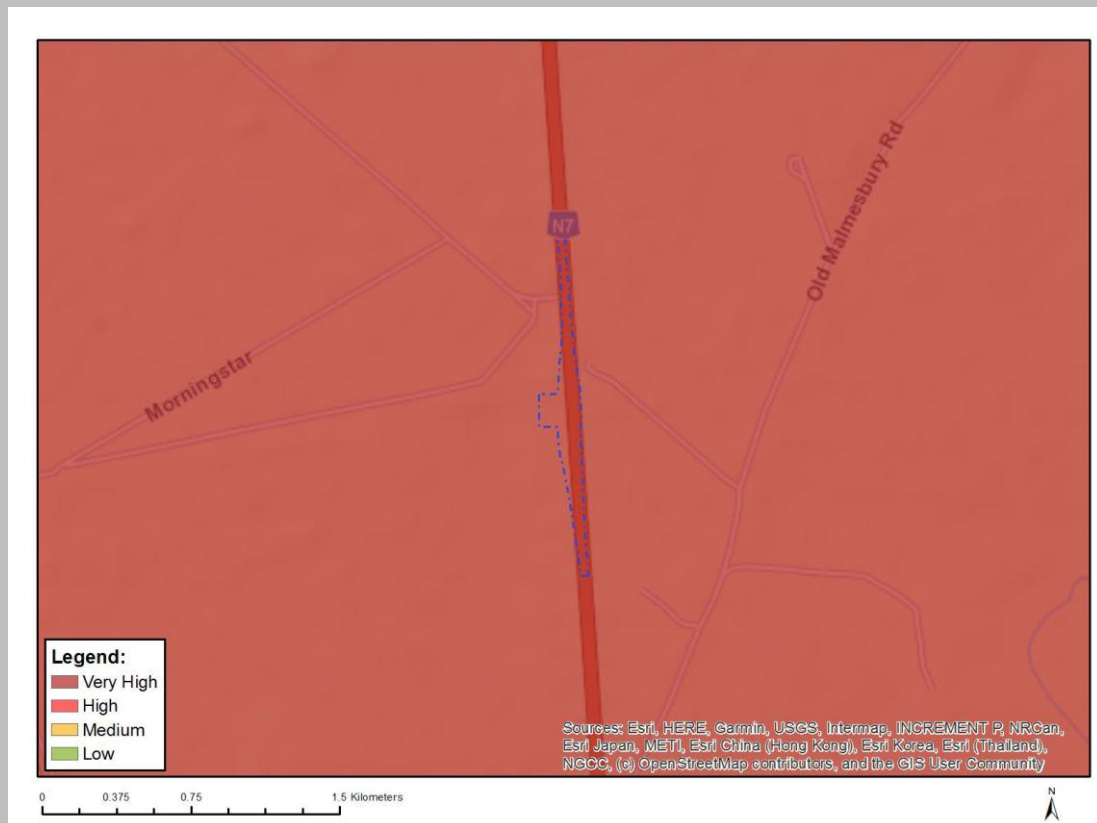 N7
Old Malmesbury Rd
Morningstar
Legend:
Very High
High
Medium
Low
Sources: Esri, HERE, Garmin, USGS, Intermap, INCREMENT P, NRCan,
Esri Japan, METI, Esri China (Hong Kong), Esri Korea, Esri (Thailand),
NGCC, (c) OpenStreetMap contributors, and the GIS User Community
0 0.375 0.75 1.5 Kilometers
N